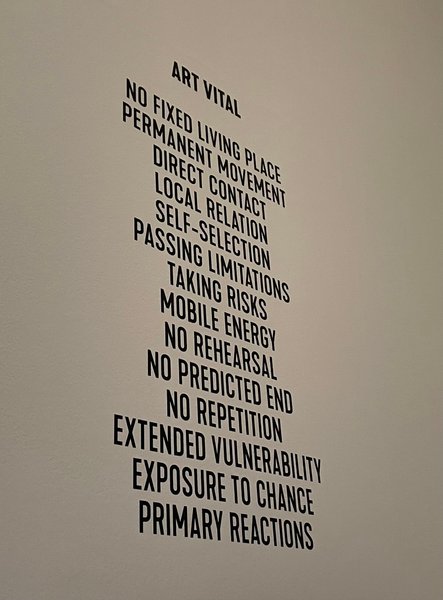 ART VITAL
NO FIXED LIVING PLACE
PERMANENT MOVEMENT
DIRECT CONTACT
LOCAL RELATION
SELF-SELECTION
PASSING LIMITATIONS
TAKING RISKS
MOBILE ENERGY
NO REHEARSAL
NO PREDICTED END
NO REPETITION
EXTENDED VULNERABILITY
EXPOSURE TO CHANCE
PRIMARY REACTIONS